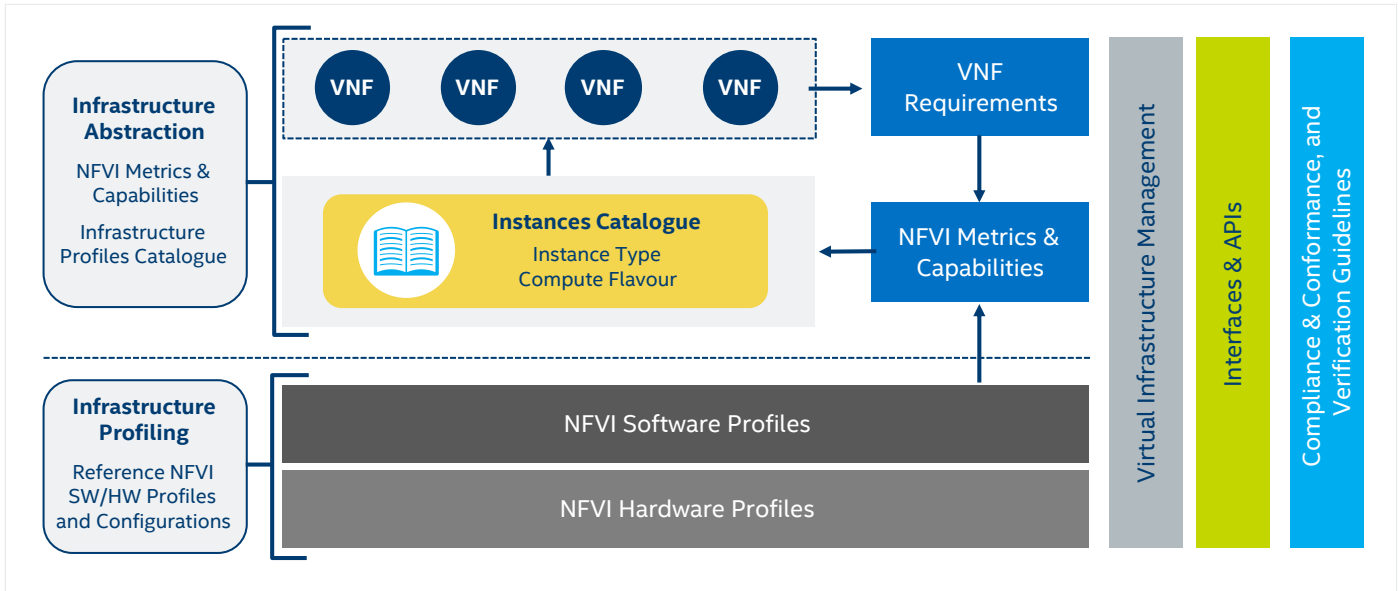 Infrastructure
Abstraction
NFVI Metrics &
Capabilities
Infrastructure
Profiles Catalogue
VNF
VNF
VNF
VNF
VNF
Requirements
Instances Catalogue
Instance Type
Compute Flavour
NFVI Metrics &
Capabilities
Infrastructure
Profiling
Reference NFVI
SW/HW Profiles
and Configurations
NFVI Software Profiles
NFVI Hardware Profiles
Virtual Infrastructure Management
Interfaces & APIs
Compliance & Conformance, and
Verification Guidelines